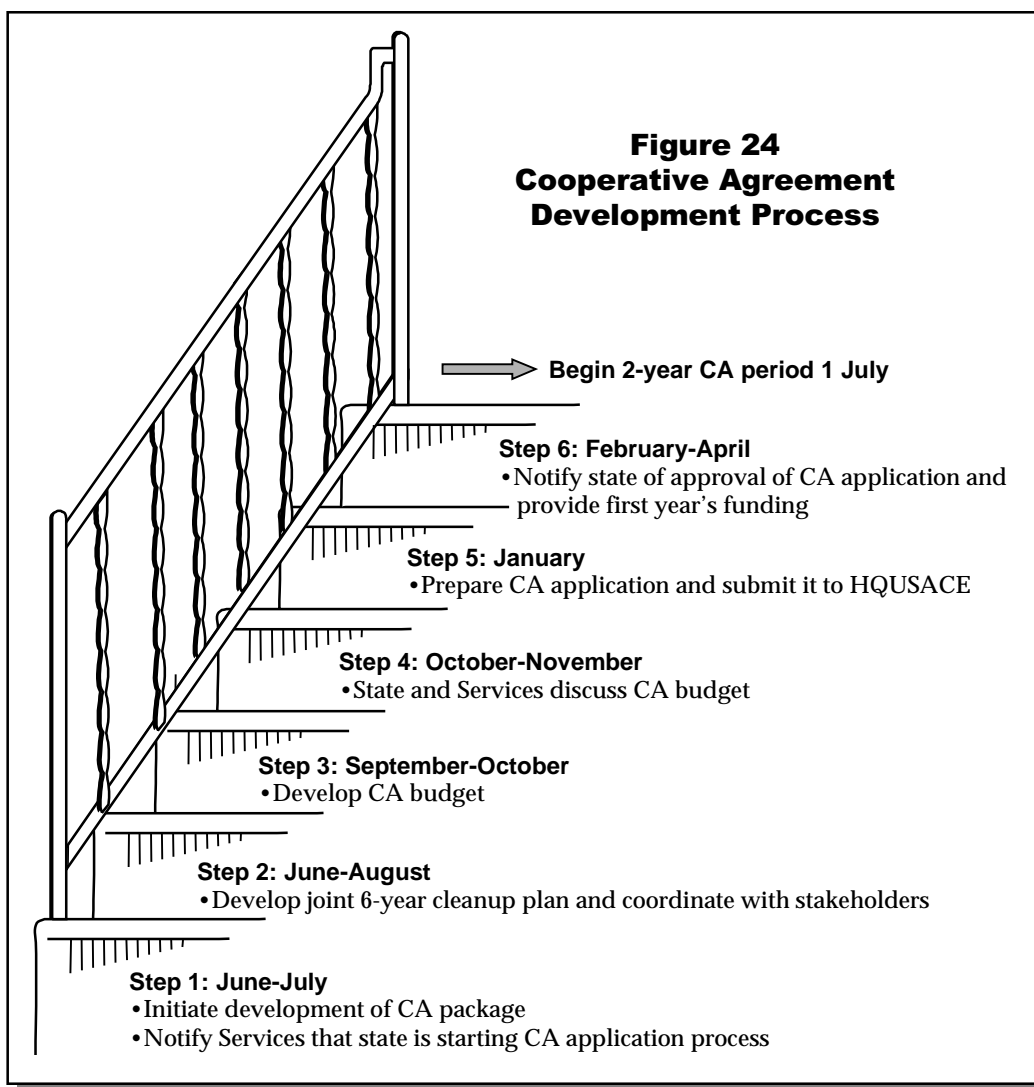 Figure 24
Cooperative Agreement
Development Process
Begin 2-year CA period 1 July
Step 6: February-April
•Notify state of approval of CA application and
provide first year's funding
Step 5: January
•Prepare CA application and submit it to HQUSACE
Step 4: October-November
•State and Services discuss CA budget
Step 3: September-October
•Develop CA budget
Step 2: June-August
•Develop joint 6-year cleanup plan and coordinate with stakeholders
Step 1: June-July
•Initiate development of CA package
•Notify Services that state is starting CA application process